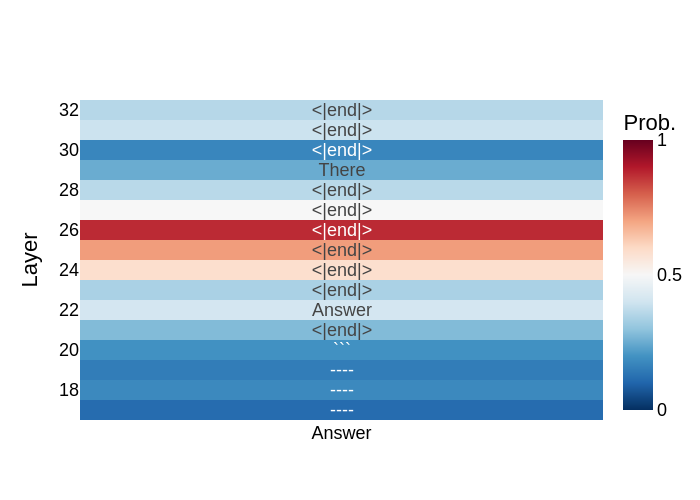 Prob.
32 <|end|> 1
<|end|>
30 <|end|>
There
28 <|end|>
<|end|>
26 <|end|>
<|end|>
24 <|end|> 0.5
<|end|>
22 Answer
<|end|>
20 ```
----
18 ----
---- 0
Layer
Answer